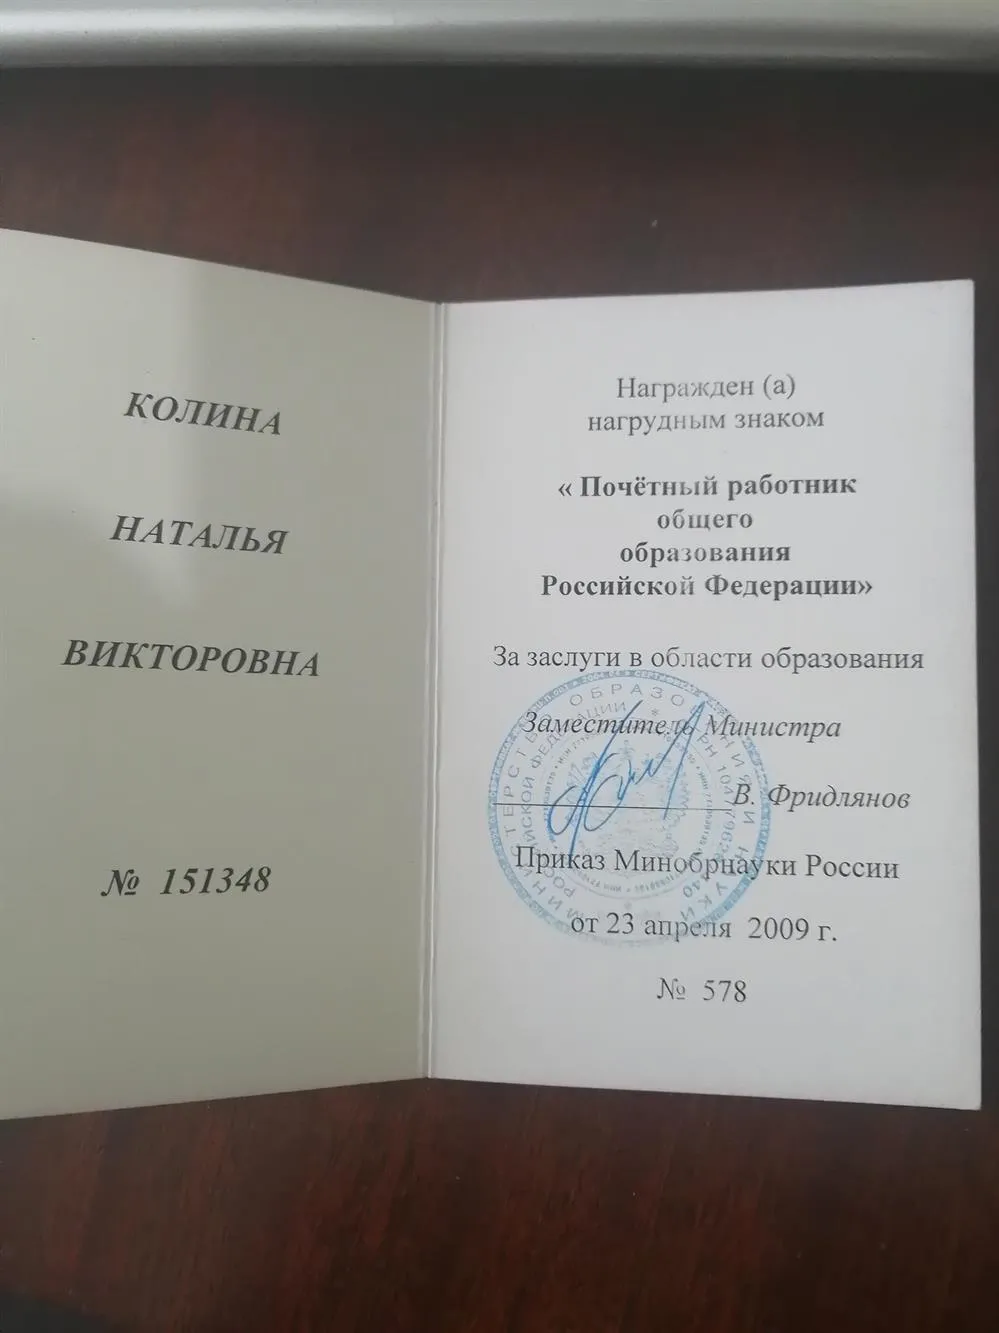 КОЛИНА
НАТАЛЬЯ
ВИКТОРОВНА
№ 151348
Награжден (а)
нагрудным знаком
« Почётный работник
общего
образования
Российской Федерации»
За заслуги в области образования
Заместитель Министра
В. Фридлянов
Приказ Минобрнауки России
от 23 апреля 2009 г.
№ 578